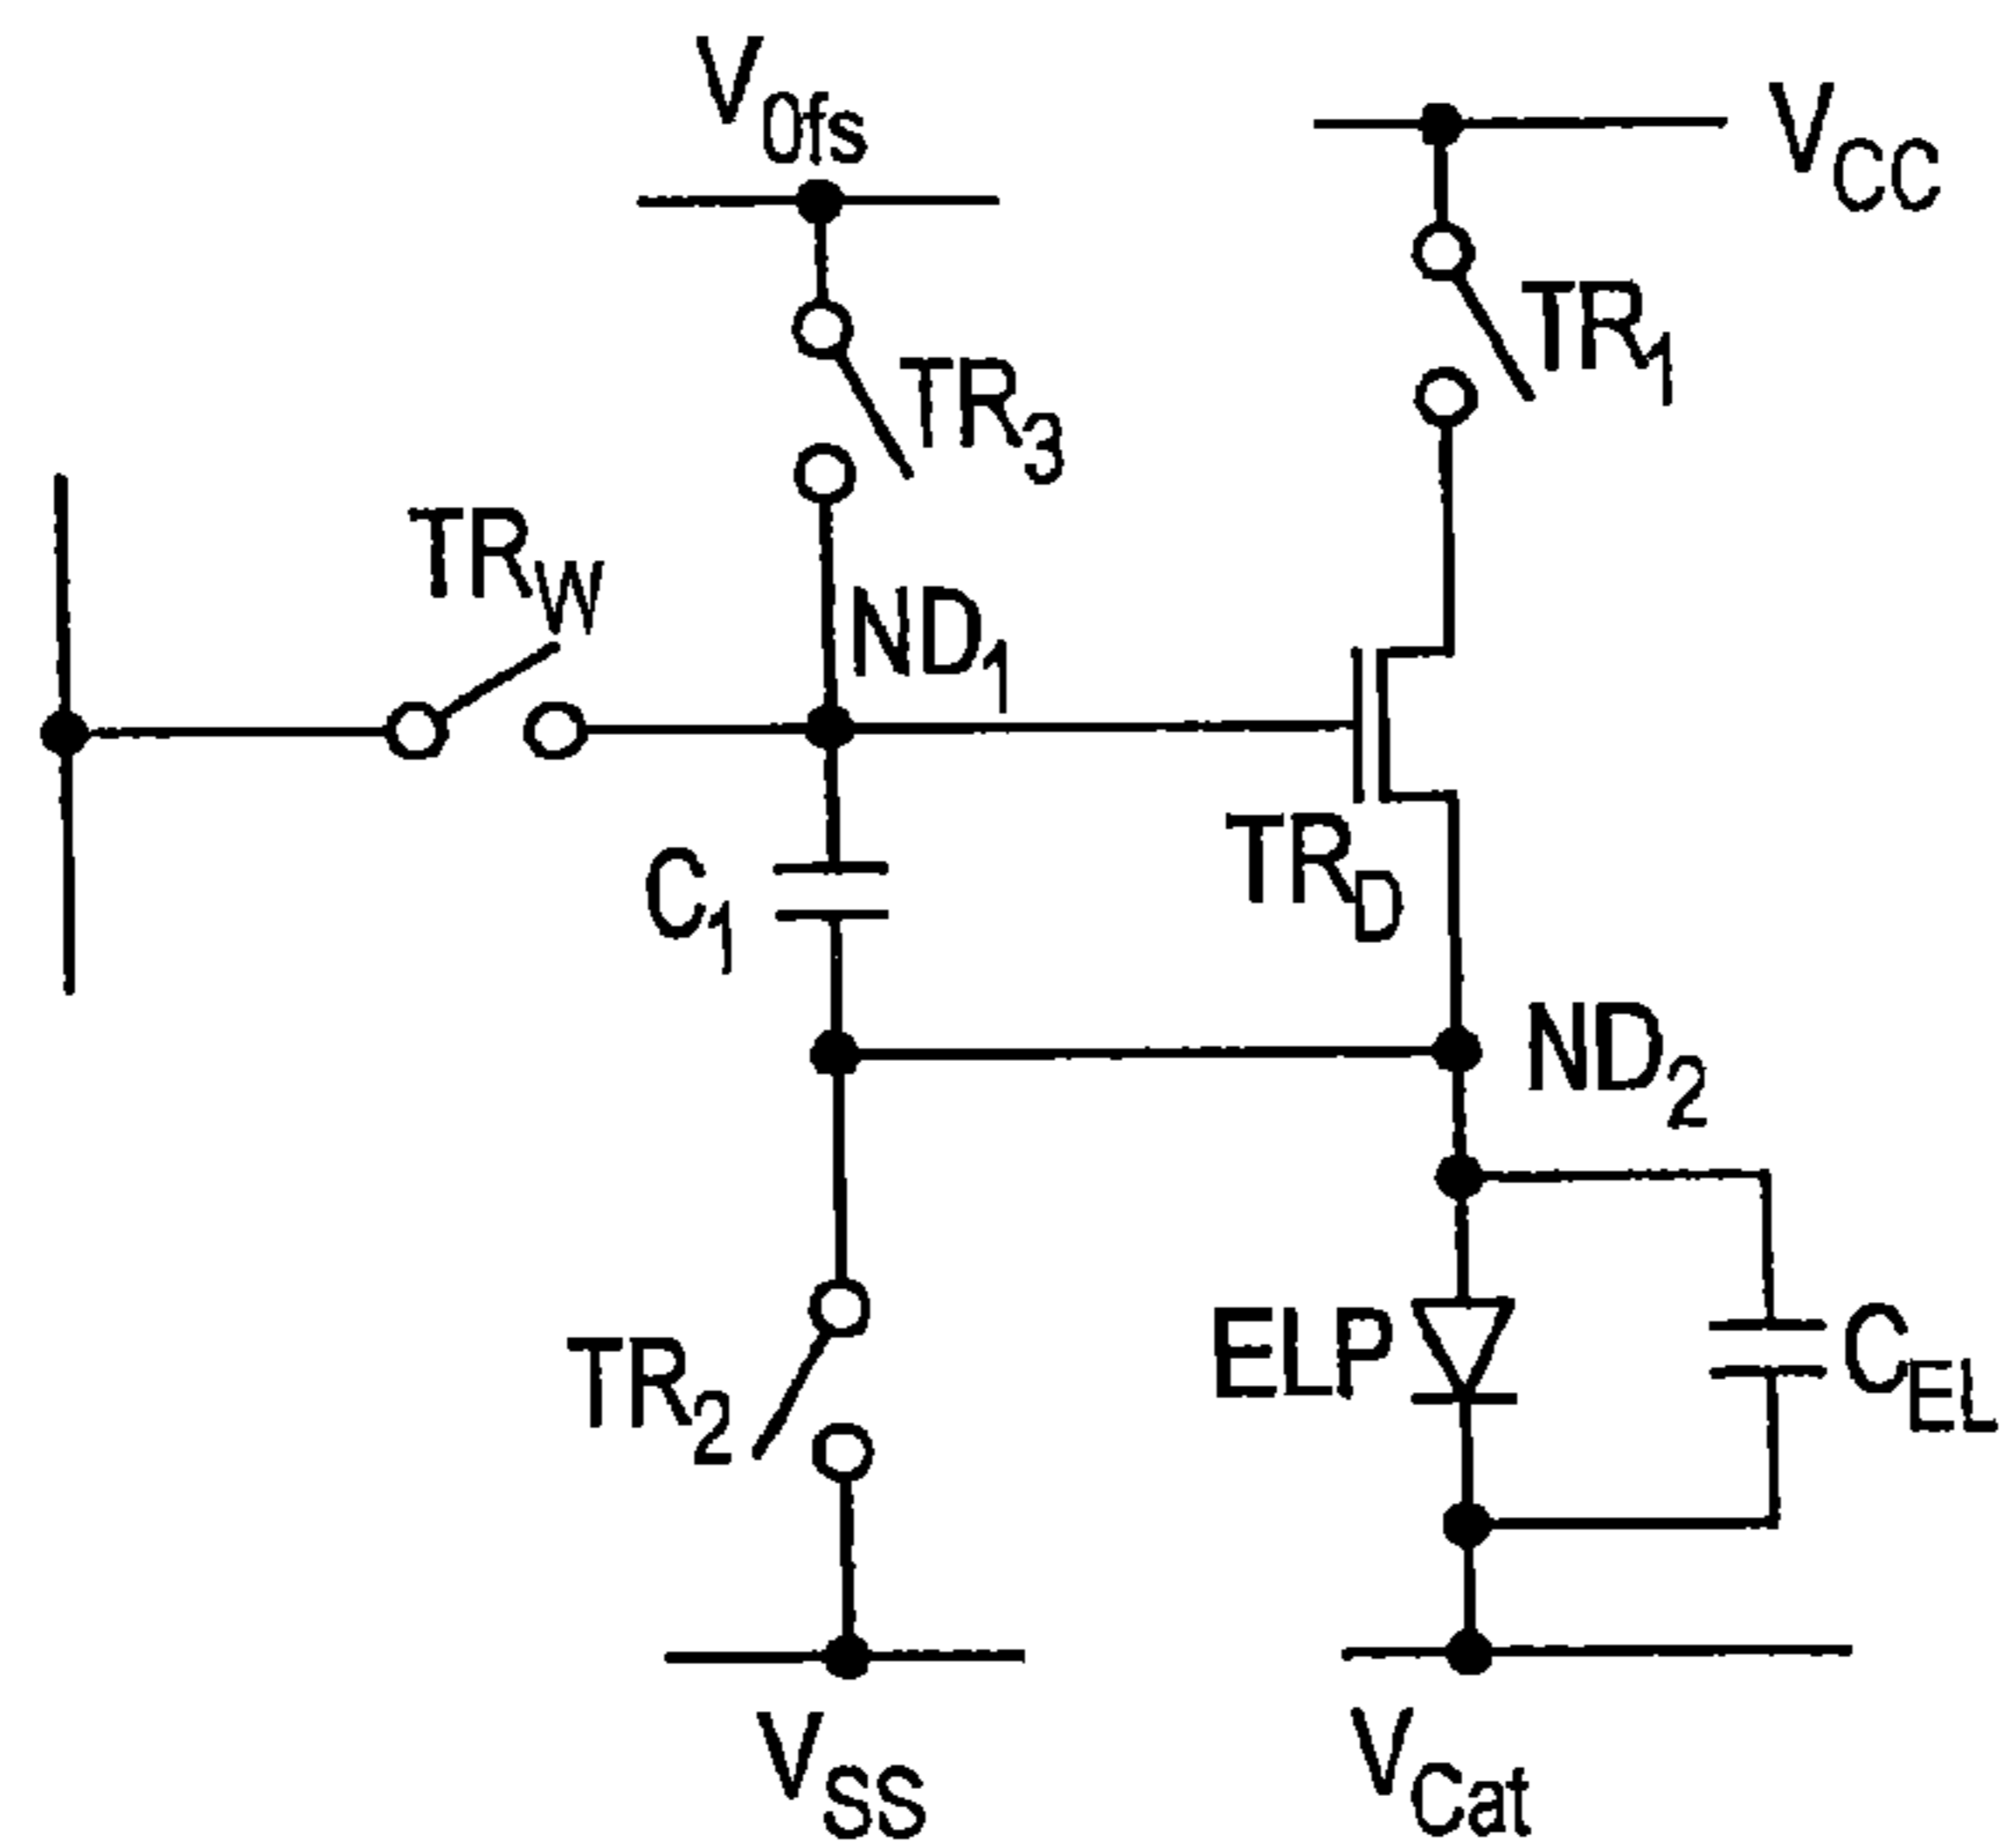 V0fs
VCC
TR1
TR3
TRW
ND1
C1
TRD
ND2
ELP
CEL
TR2
VSS
VCat